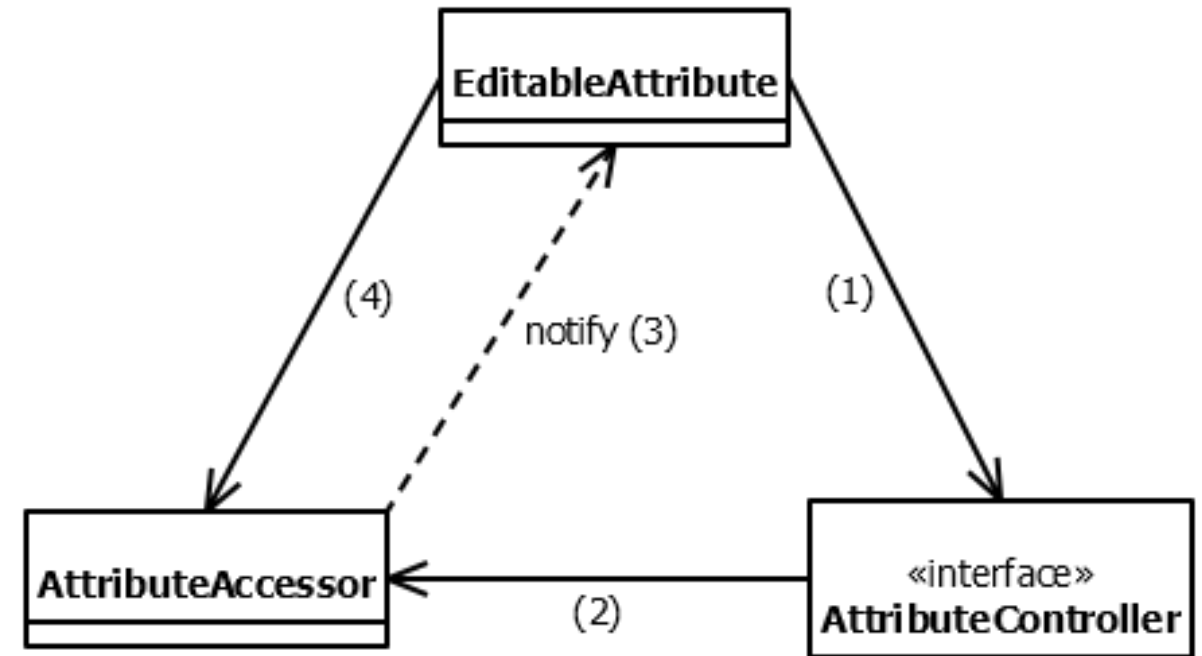 EditableAttribute
(4)
(1)
notify (3)
AttributeAccessor
«interface»
AttributeController
(2)